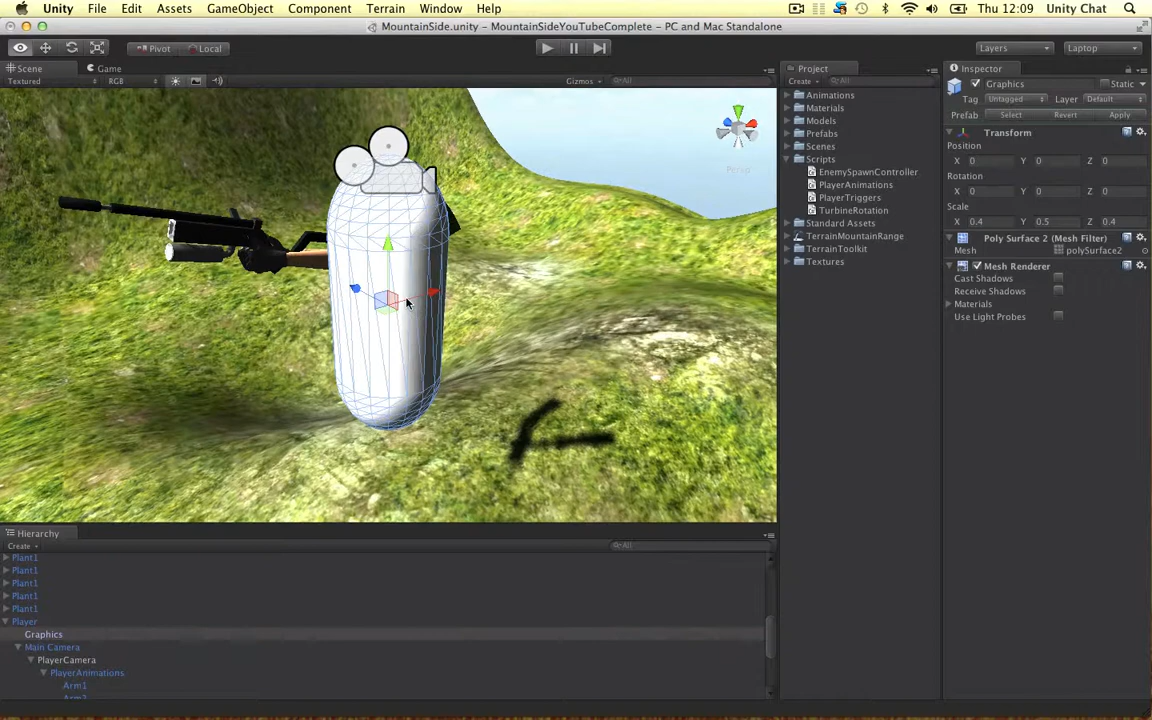 Unity File Edit Assets GameObject Component Terrain Window Help Thu 12:09 Unity Chat
MountainSide.unity – MountainSideYouTubeComplete – PC and Mac Standalone
Pivot Local Layers Laptop
Scene Game Project Inspector
Textured RGB Gizmos All Create All
Graphics Static
Tag Untagged Layer Default
Prefab Select Revert Apply
Animations
Materials
Models
Prefabs
Scenes
Scripts
EnemySpawnController
PlayerAnimations
PlayerTriggers
TurbineRotation
Standard Assets
TerrainMountainRange
TerrainToolkit
Textures
Transform
Position
X 0 Y 0 Z 0
Rotation
X 0 Y 0 Z 0
Scale
X 0.4 Y 0.5 Z 0.4
Poly Surface 2 (Mesh Filter)
Mesh polySurface2
Mesh Renderer
Cast Shadows
Receive Shadows
Materials
Use Light Probes
Persp
Hierarchy
Create All
Plant1
Plant1
Plant1
Plant1
Plant1
Player
Graphics
Main Camera
PlayerCamera
PlayerAnimations
Arm1